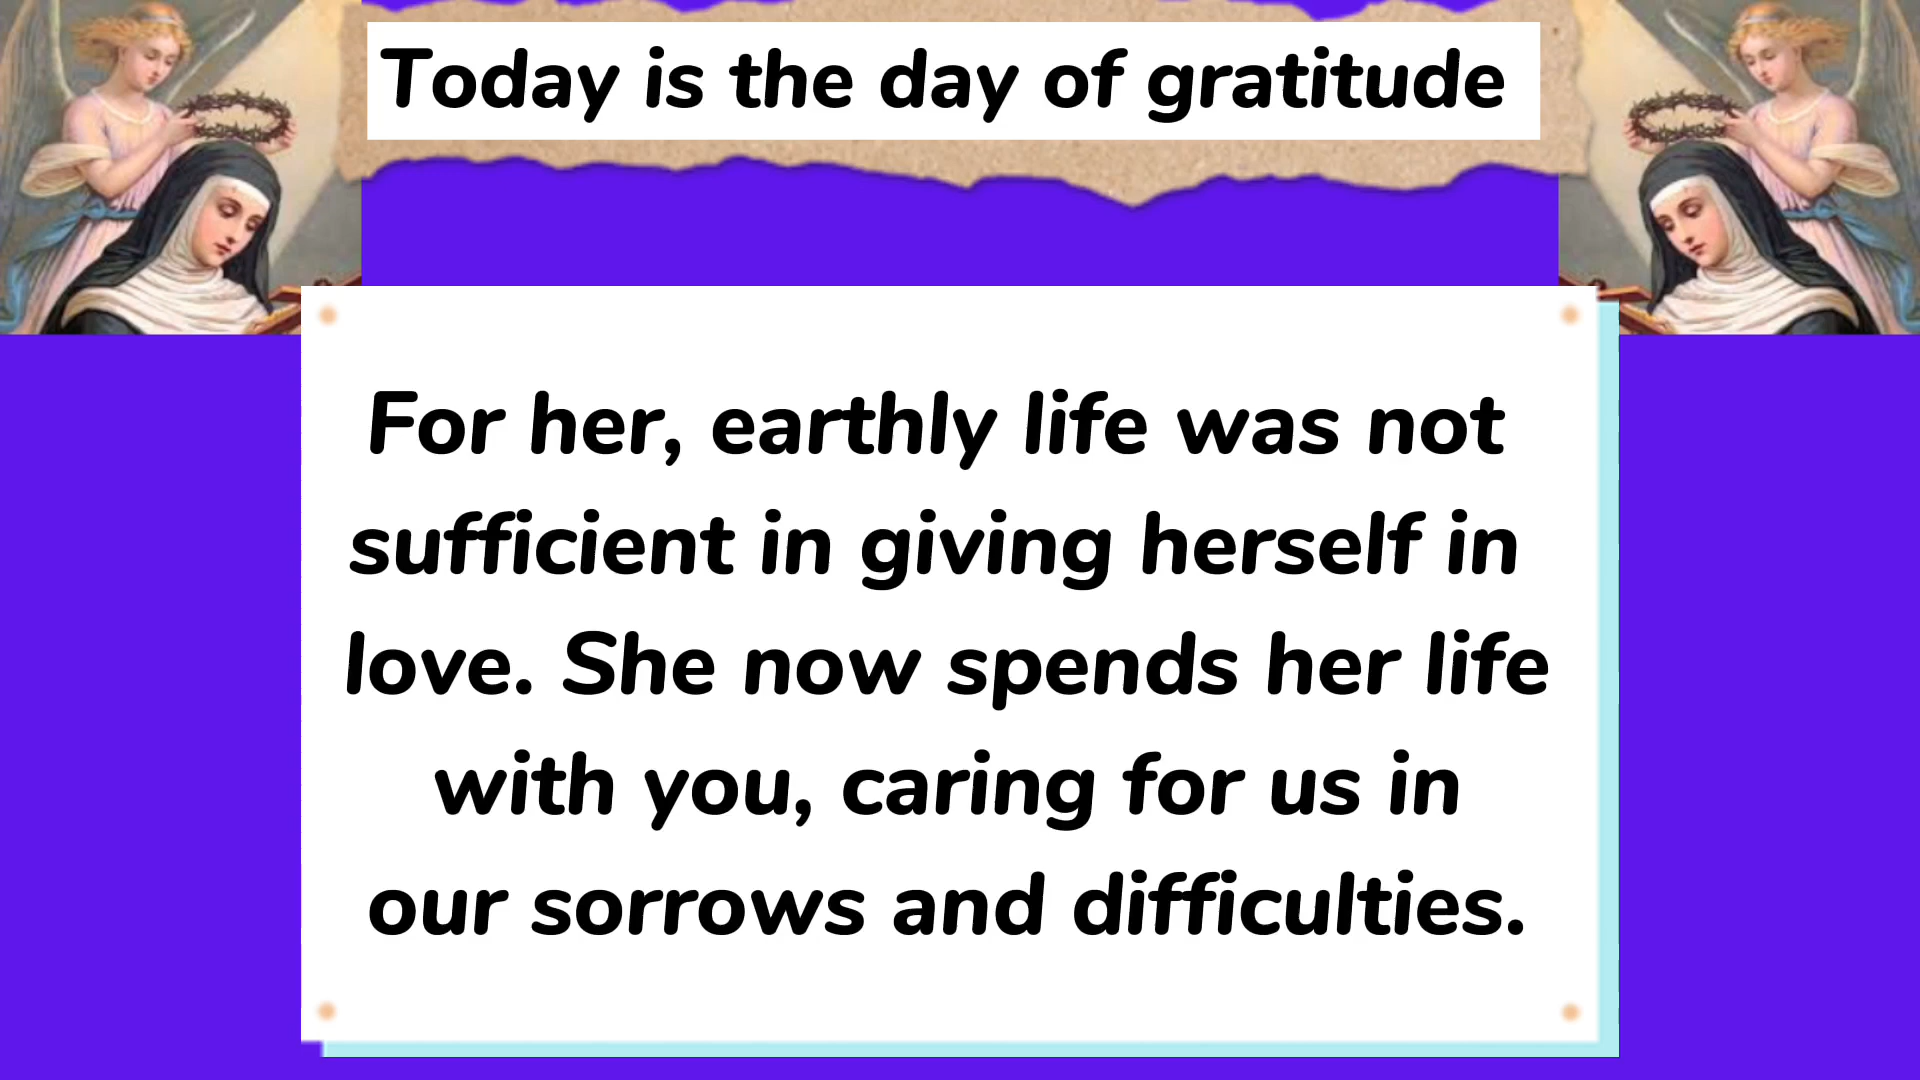 Today is the day of gratitude
For her, earthly life was not
sufficient in giving herself in
love. She now spends her life
with you, caring for us in
our sorrows and difficulties.